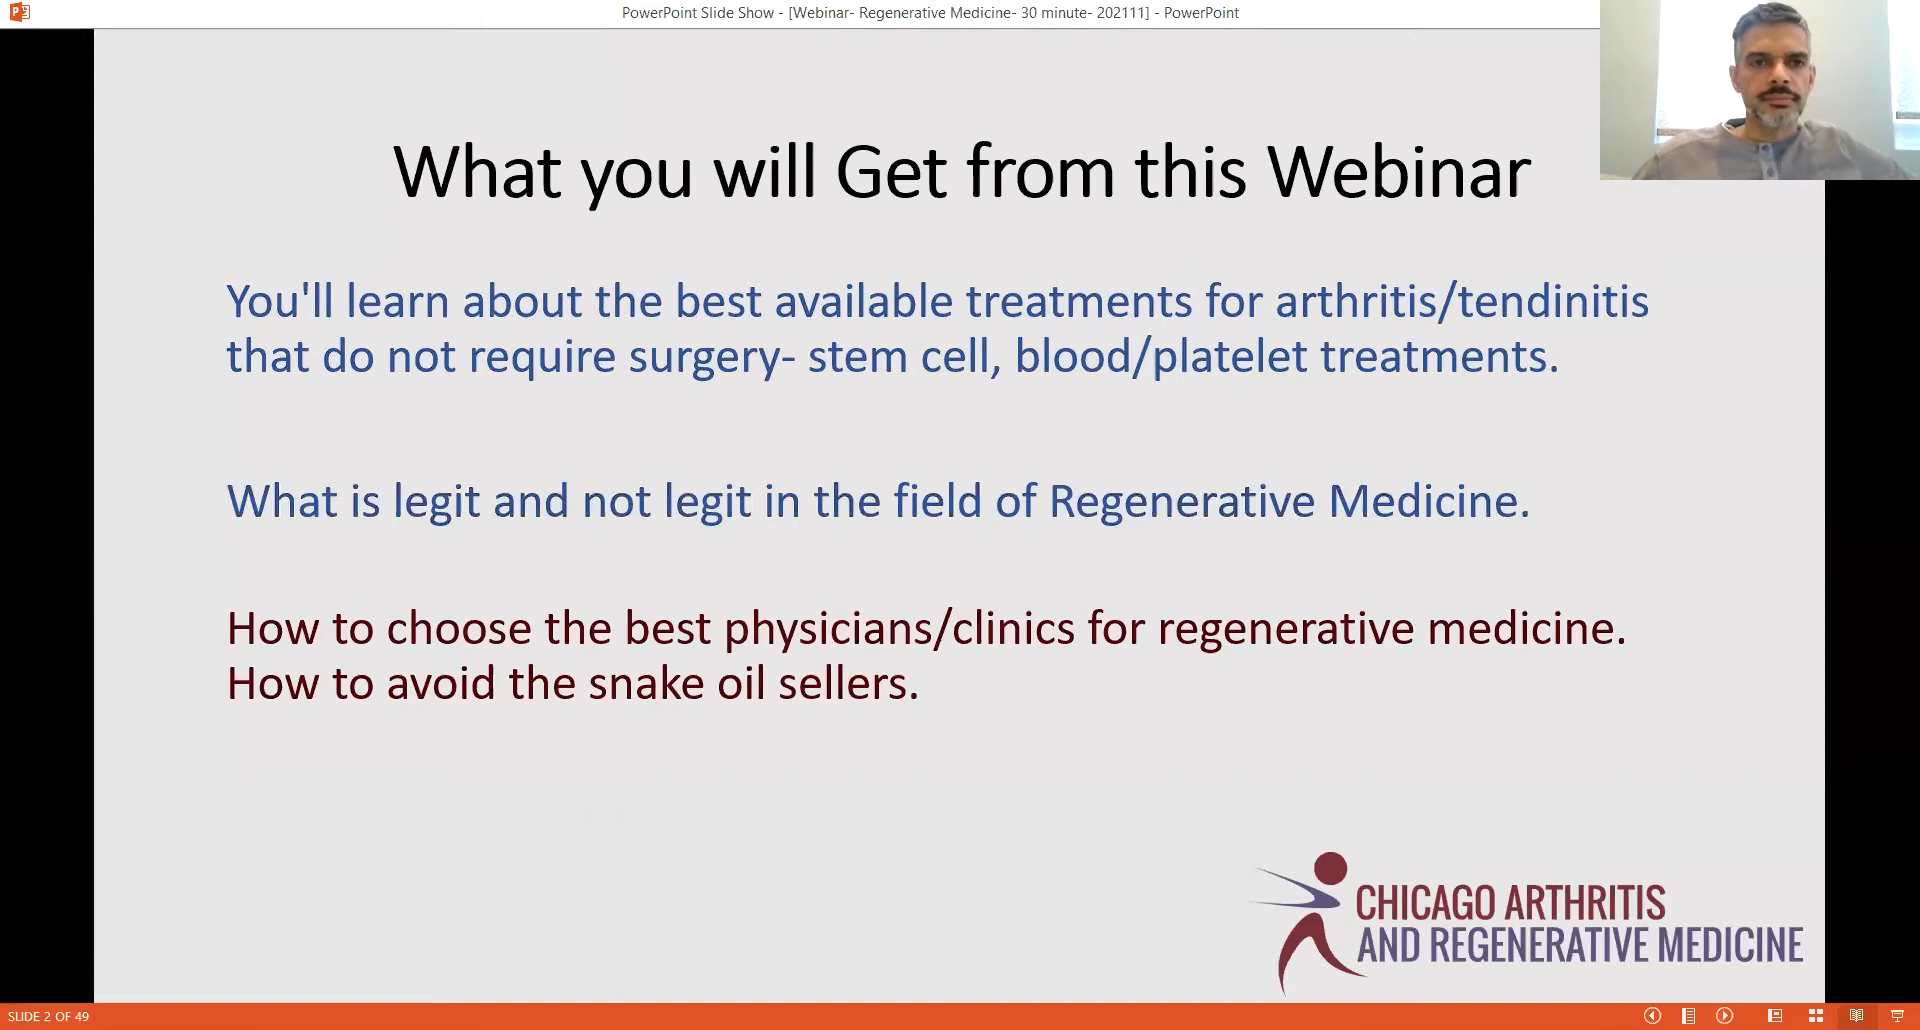 PowerPoint Slide Show - [Webinar- Regenerative Medicine- 30 minute- 202111] - PowerPoint
What you will Get from this Webinar
You'll learn about the best available treatments for arthritis/tendinitis
that do not require surgery- stem cell, blood/platelet treatments.
What is legit and not legit in the field of Regenerative Medicine.
How to choose the best physicians/clinics for regenerative medicine.
How to avoid the snake oil sellers.
CHICAGO ARTHRITIS
AND REGENERATIVE MEDICINE
SLIDE 2 OF 49